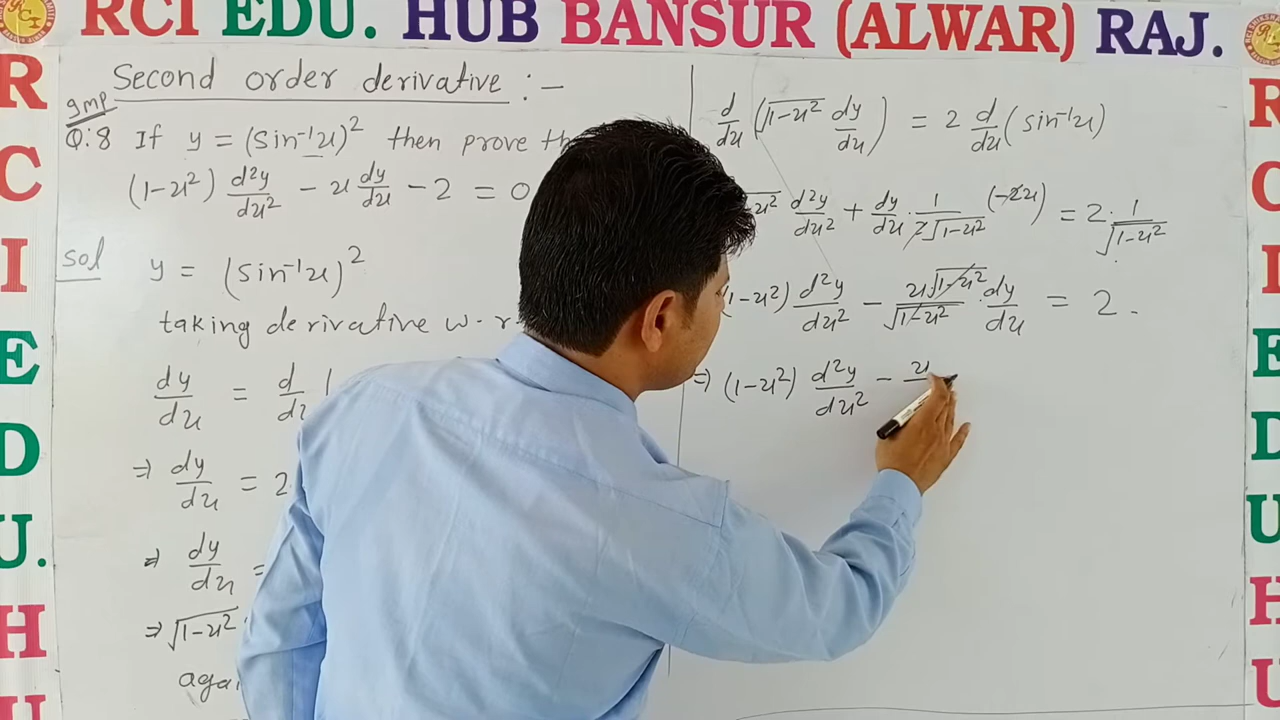 RCI EDU. HUB BANSUR (ALWAR) RAJ.
R
C
I
E
D
U.
H
U
Second order derivative :-
Imp
Q:8 If y = (sin⁻¹x)² then prove
(1-x²) d²y/dx² - x dy/dx - 2 = 0
Sol y = (sin⁻¹x)²
taking derivative w-r
dy/dx = d/dx
⇒ dy/dx = 2
⇒ dy/dx =
⇒ √1-x²
d/dx (√1-x² dy/dx) = 2 d/dx (sin⁻¹x)
d²y/dx² + dy/dx · 1/2√1-x² (-2x) = 2 · 1/√1-x²
(1-x²) d²y/dx² - x√1-x²/√1-x² · dy/dx = 2 .
⇒ (1-x²) d²y/dx² - x
R
C
I
E
D
U
H
U